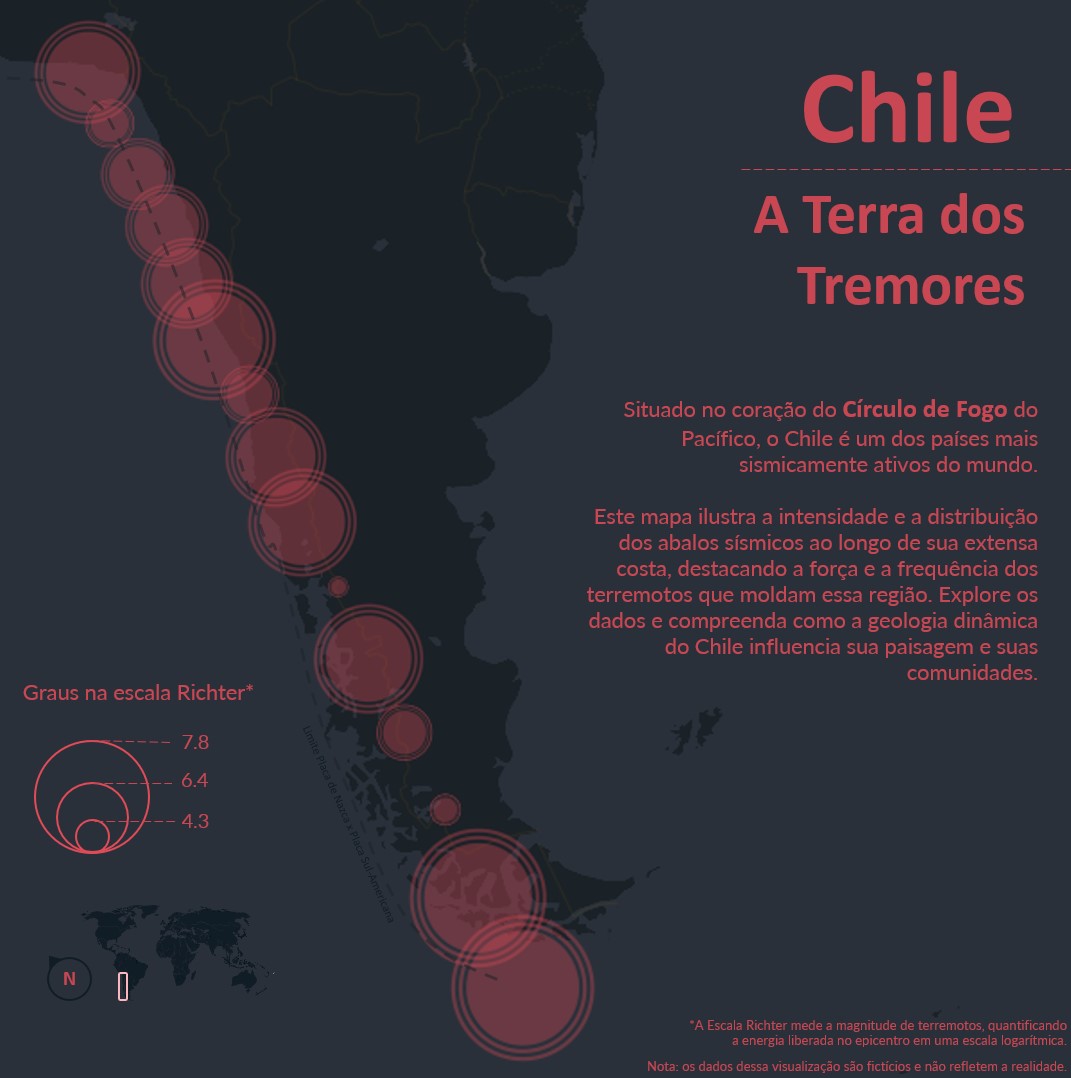 Chile
A Terra dos
Tremores
Situado no coração do Círculo de Fogo do
Pacífico, o Chile é um dos países mais
sismicamente ativos do mundo.
Este mapa ilustra a intensidade e a distribuição
dos abalos sísmicos ao longo de sua extensa
costa, destacando a força e a frequência dos
terremotos que moldam essa região. Explore os
dados e compreenda como a geologia dinâmica
do Chile influencia sua paisagem e suas
comunidades.
Graus na escala Richter*
7.8
6.4
4.3
Limite Placa de Narca x Placa Sul-Americana
N
*A Escala Richter mede a magnitude de terremotos, quantificando
a energia liberada no epicentro em uma escala logarítmica.
Nota: os dados dessa visualização são fictícios e não refletem a realidade.